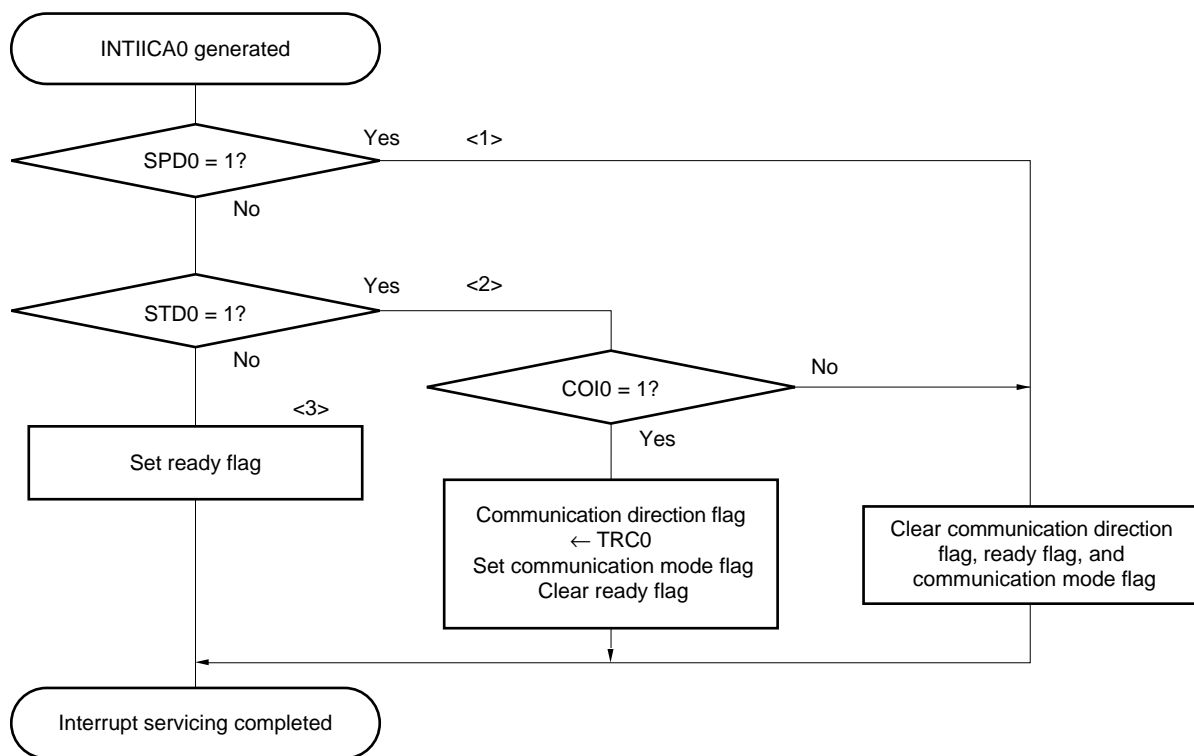 INTIICA0 generated
Yes
<1>
SPD0 = 1?
No
Yes
<2>
STD0 = 1?
No
No
COI0 = 1?
<3>
Yes
Set ready flag
Communication direction flag
← TRC0
Set communication mode flag
Clear ready flag
Clear communication direction
flag, ready flag, and
communication mode flag
Interrupt servicing completed